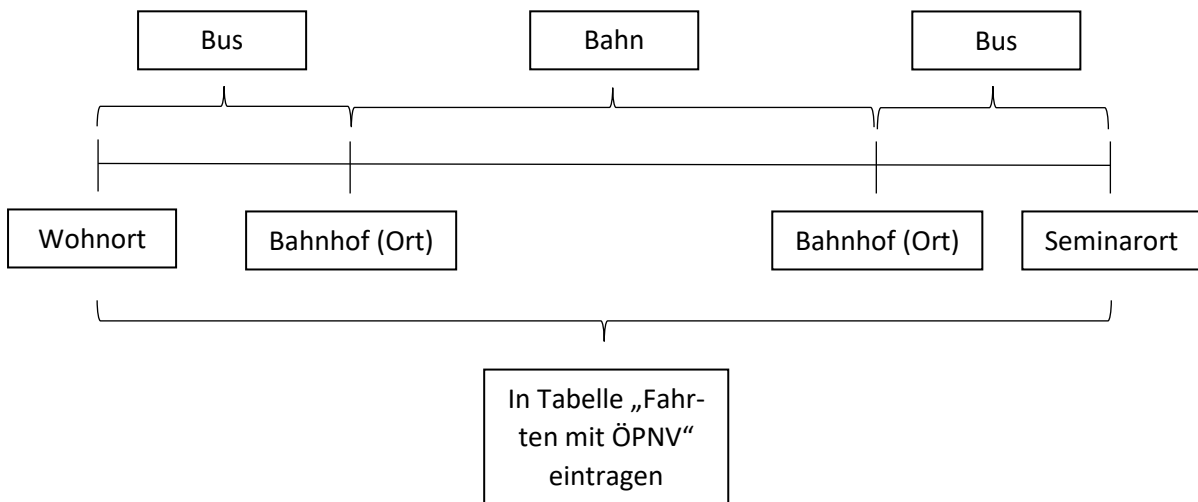 Bus
Bahn
Bus
Wohnort
Bahnhof (Ort)
Bahnhof (Ort)
Seminarort
In Tabelle „Fahr-
ten mit ÖPNV“
eintragen